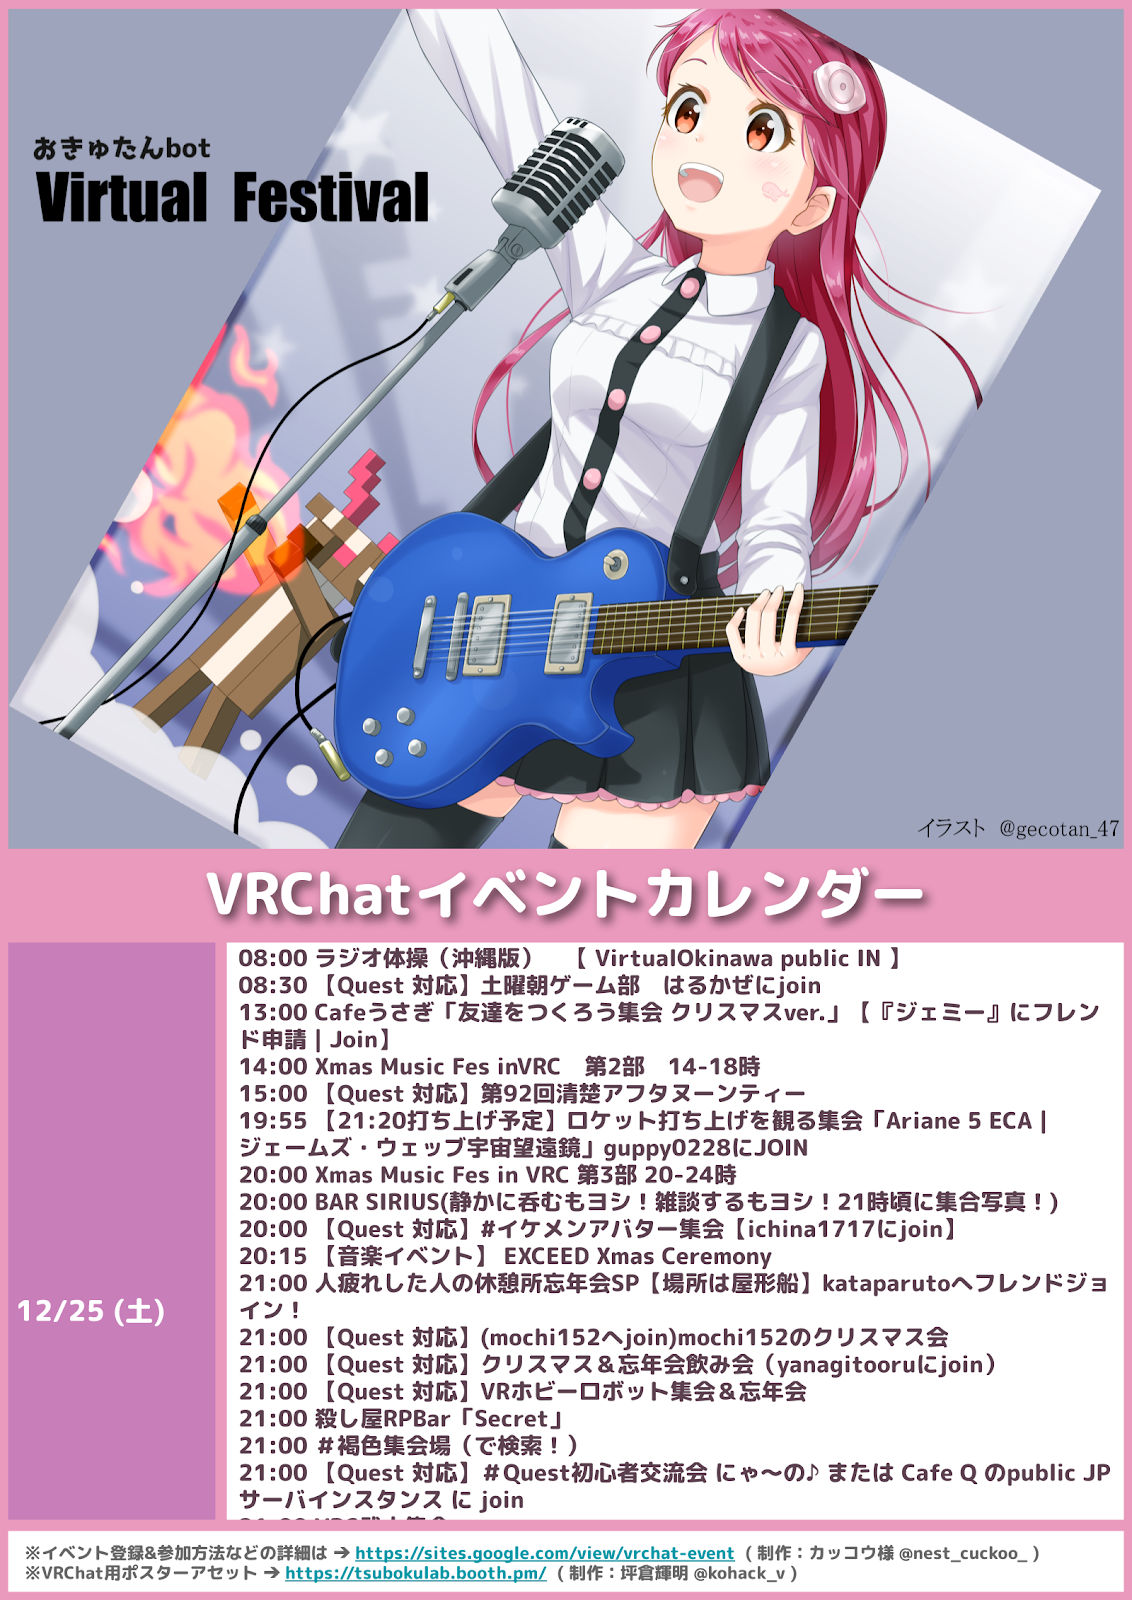 おきゅたんbot
Virtual Festival
イラスト @gecotan_47
VRChatイベントカレンダー
12/25 (土)
08:00 ラジオ体操（沖縄版）　【 VirtualOkinawa public IN 】
08:30 【Quest 対応】土曜朝ゲーム部　はるかぜにjoin
13:00 Cafeうさぎ「友達をつくろう集会 クリスマスver.」【『ジェミー』にフレン
ド申請 | Join】
14:00 Xmas Music Fes inVRC　第2部　14-18時
15:00 【Quest 対応】第92回清楚アフタヌーンティー
19:55 【21:20打ち上げ予定】ロケット打ち上げを観る集会「Ariane 5 ECA |
ジェームズ・ウェッブ宇宙望遠鏡」guppy0228にJOIN
20:00 Xmas Music Fes in VRC 第3部 20-24時
20:00 BAR SIRIUS(静かに呑むもヨシ！雑談するもヨシ！21時頃に集合写真！)
20:00 【Quest 対応】#イケメンアバター集会【ichina1717にjoin】
20:15 【音楽イベント】 EXCEED Xmas Ceremony
21:00 人疲れした人の休憩所忘年会SP【場所は屋形船】kataparutoへフレンドジョ
イン！
21:00 【Quest 対応】(mochi152へjoin)mochi152のクリスマス会
21:00 【Quest 対応】クリスマス＆忘年会飲み会（yanagitooruにjoin）
21:00 【Quest 対応】VRホビーロボット集会＆忘年会
21:00 殺し屋RPBar「Secret」
21:00 ＃褐色集会場（で検索！）
21:00 【Quest 対応】＃Quest初心者交流会 にゃ～の♪ または Cafe Q のpublic JP
サーバインスタンス に join
※イベント登録&参加方法などの詳細は ➔ https://sites.google.com/view/vrchat-event （ 制作：カッコウ様 @nest_cuckoo_ ）
※VRChat用ポスターアセット ➔ https://tsubokulab.booth.pm/ （ 制作：坪倉輝明 @kohack_v ）